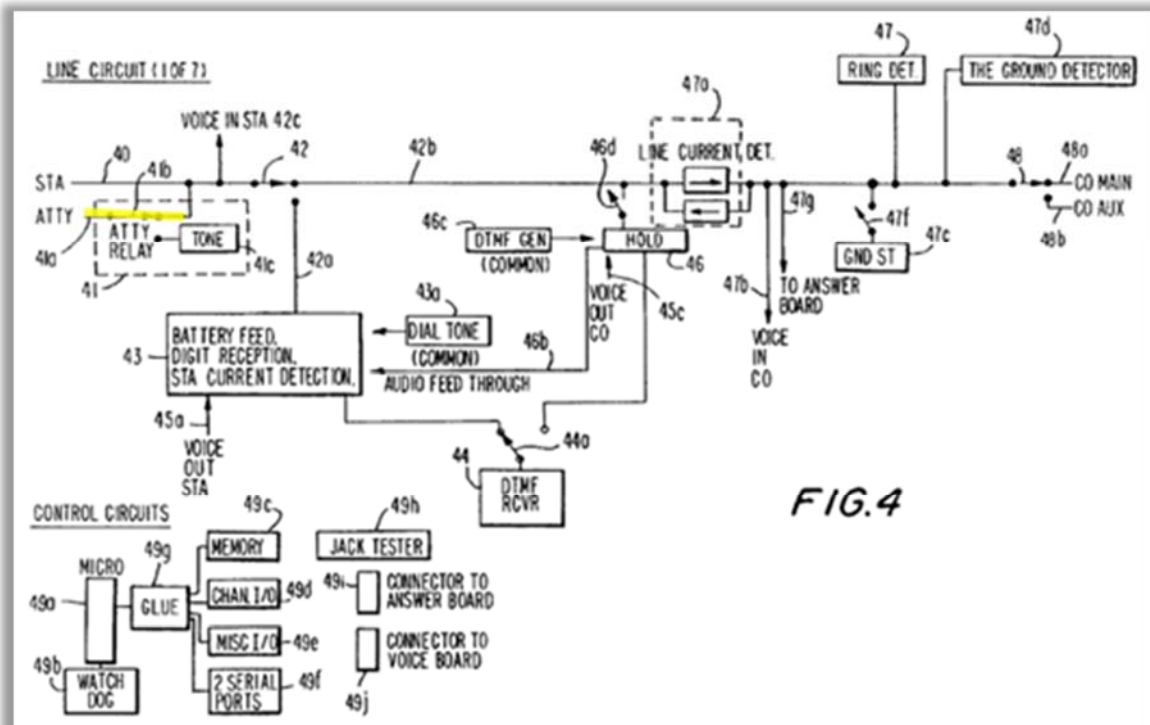 LINE CIRCUIT (1 OF 7)
47
47d
RING DET.
THE GROUND DETECTOR
47a
VOICE IN STA 42c
40
41b
42
42b
46d
LINE CURRENT DET.
48
48a
STA
CO MAIN
ATTY
CO AUX
41a
ATTY
RELAY
TONE
41c
41
42a
46c
DTMF GEN
(COMMON)
HOLD
46
47g
47f
47c
GND ST
48b
VOICE
OUT
CO
45c
47b
TO ANSWER
BOARD
VOICE
IN
CO
43
BATTERY FEED,
DIGIT RECEPTION,
STA CURRENT DETECTION.
43a
DIAL TONE
(COMMON)
46b
AUDIO FEED THROUGH
45a
VOICE
OUT
STA
44a
44
DTMF
RCVR
FIG.4
CONTROL CIRCUITS
49c
MEMORY
49h
JACK TESTER
MICRO
49g
49a
GLUE
CHAN. I/O
49d
49i
CONNECTOR TO
ANSWER BOARD
MISC I/O
49e
CONNECTOR TO
VOICE BOARD
49b
WATCH
DOG
2 SERIAL
PORTS
49f
49j